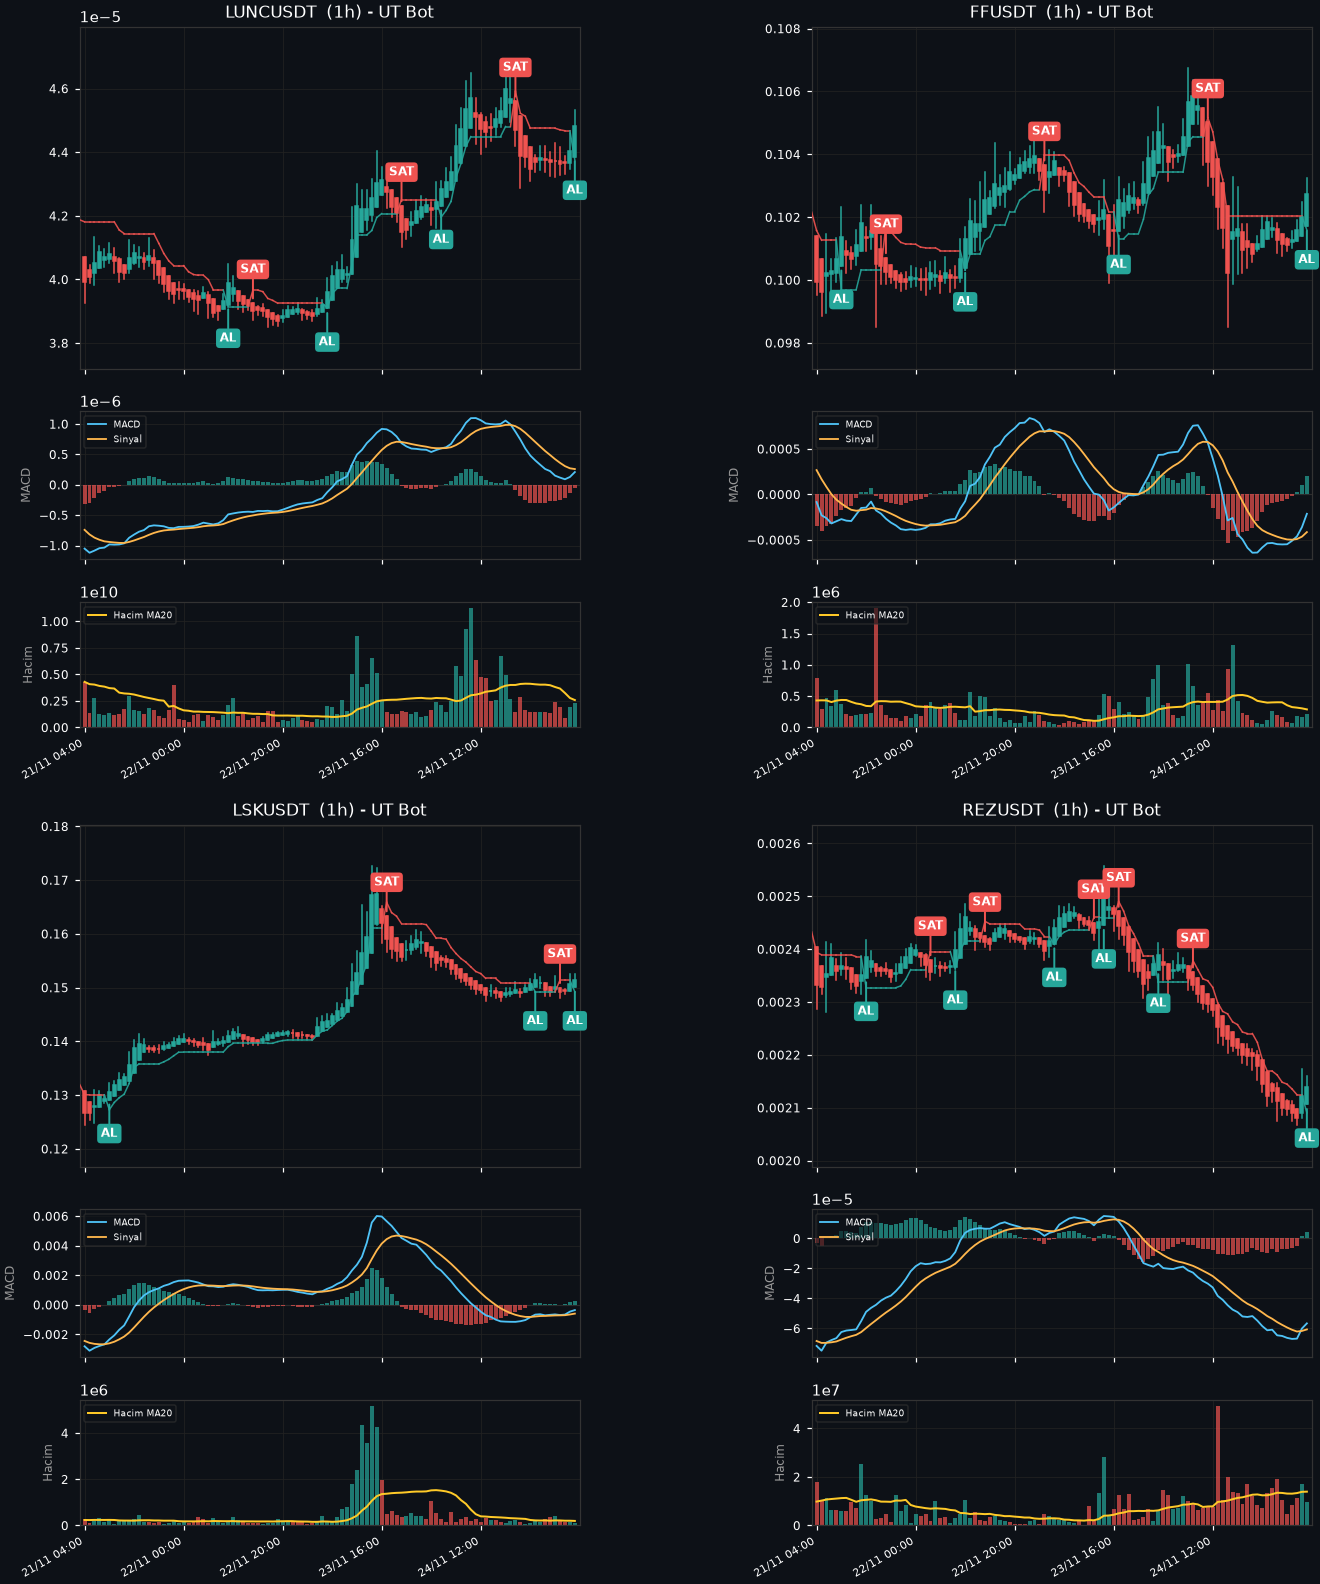 LUNCUSDT (1h) - UT Bot
1e−5
4.6
4.4
4.2
4.0
3.8
SAT
SAT
SAT
AL
AL
AL
AL
1e−6
MACD
1.0
0.5
0.0
−0.5
−1.0
MACD
Sinyal
1e10
Hacim
1.00
0.75
0.50
0.25
0.00
Hacim MA20
21/11 04:00
22/11 00:00
22/11 20:00
23/11 16:00
24/11 12:00
FFUSDT (1h) - UT Bot
0.108
0.106
0.104
0.102
0.100
0.098
SAT
SAT
SAT
AL
AL
AL
AL
MACD
0.0005
0.0000
−0.0005
MACD
Sinyal
1e6
Hacim
2.0
1.5
1.0
0.5
0.0
Hacim MA20
21/11 04:00
22/11 00:00
22/11 20:00
23/11 16:00
24/11 12:00
LSKUSDT (1h) - UT Bot
0.18
0.17
0.16
0.15
0.14
0.13
0.12
SAT
SAT
AL
AL
AL
MACD
0.006
0.004
0.002
0.000
−0.002
MACD
Sinyal
1e6
Hacim
4
2
0
Hacim MA20
21/11 04:00
22/11 00:00
22/11 20:00
23/11 16:00
24/11 12:00
REZUSDT (1h) - UT Bot
0.0026
0.0025
0.0024
0.0023
0.0022
0.0021
0.0020
SAT
SAT
SAT
SAT
SAT
AL
AL
AL
AL
AL
AL
1e−5
MACD
0
−2
−4
−6
MACD
Sinyal
1e7
Hacim
4
2
0
Hacim MA20
21/11 04:00
22/11 00:00
22/11 20:00
23/11 16:00
24/11 12:00